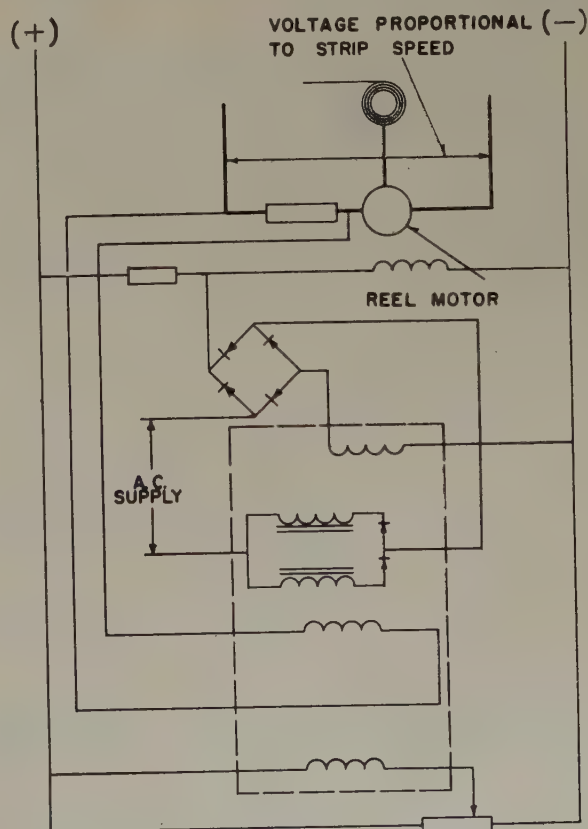 (+)
VOLTAGE PROPORTIONAL (—)
TO STRIP SPEED
REEL MOTOR
A.C.
SUPPLY